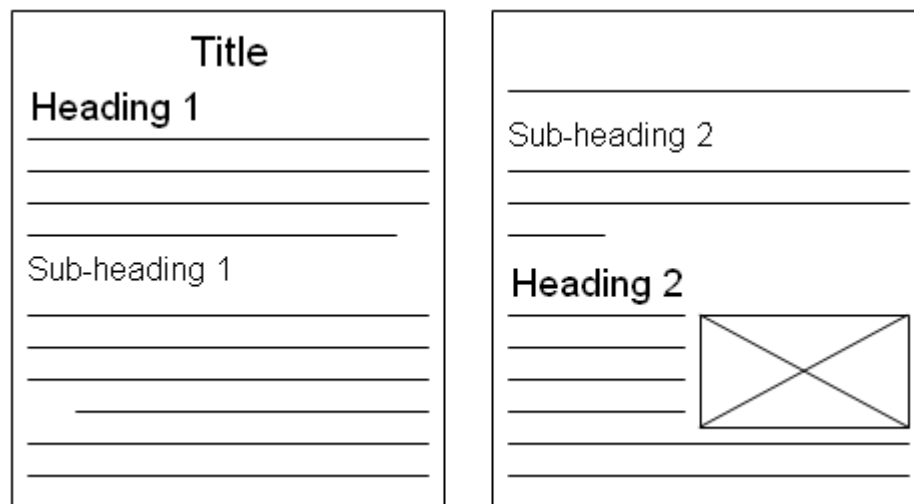 Title
Heading 1
Sub-heading 1
Sub-heading 2
Heading 2